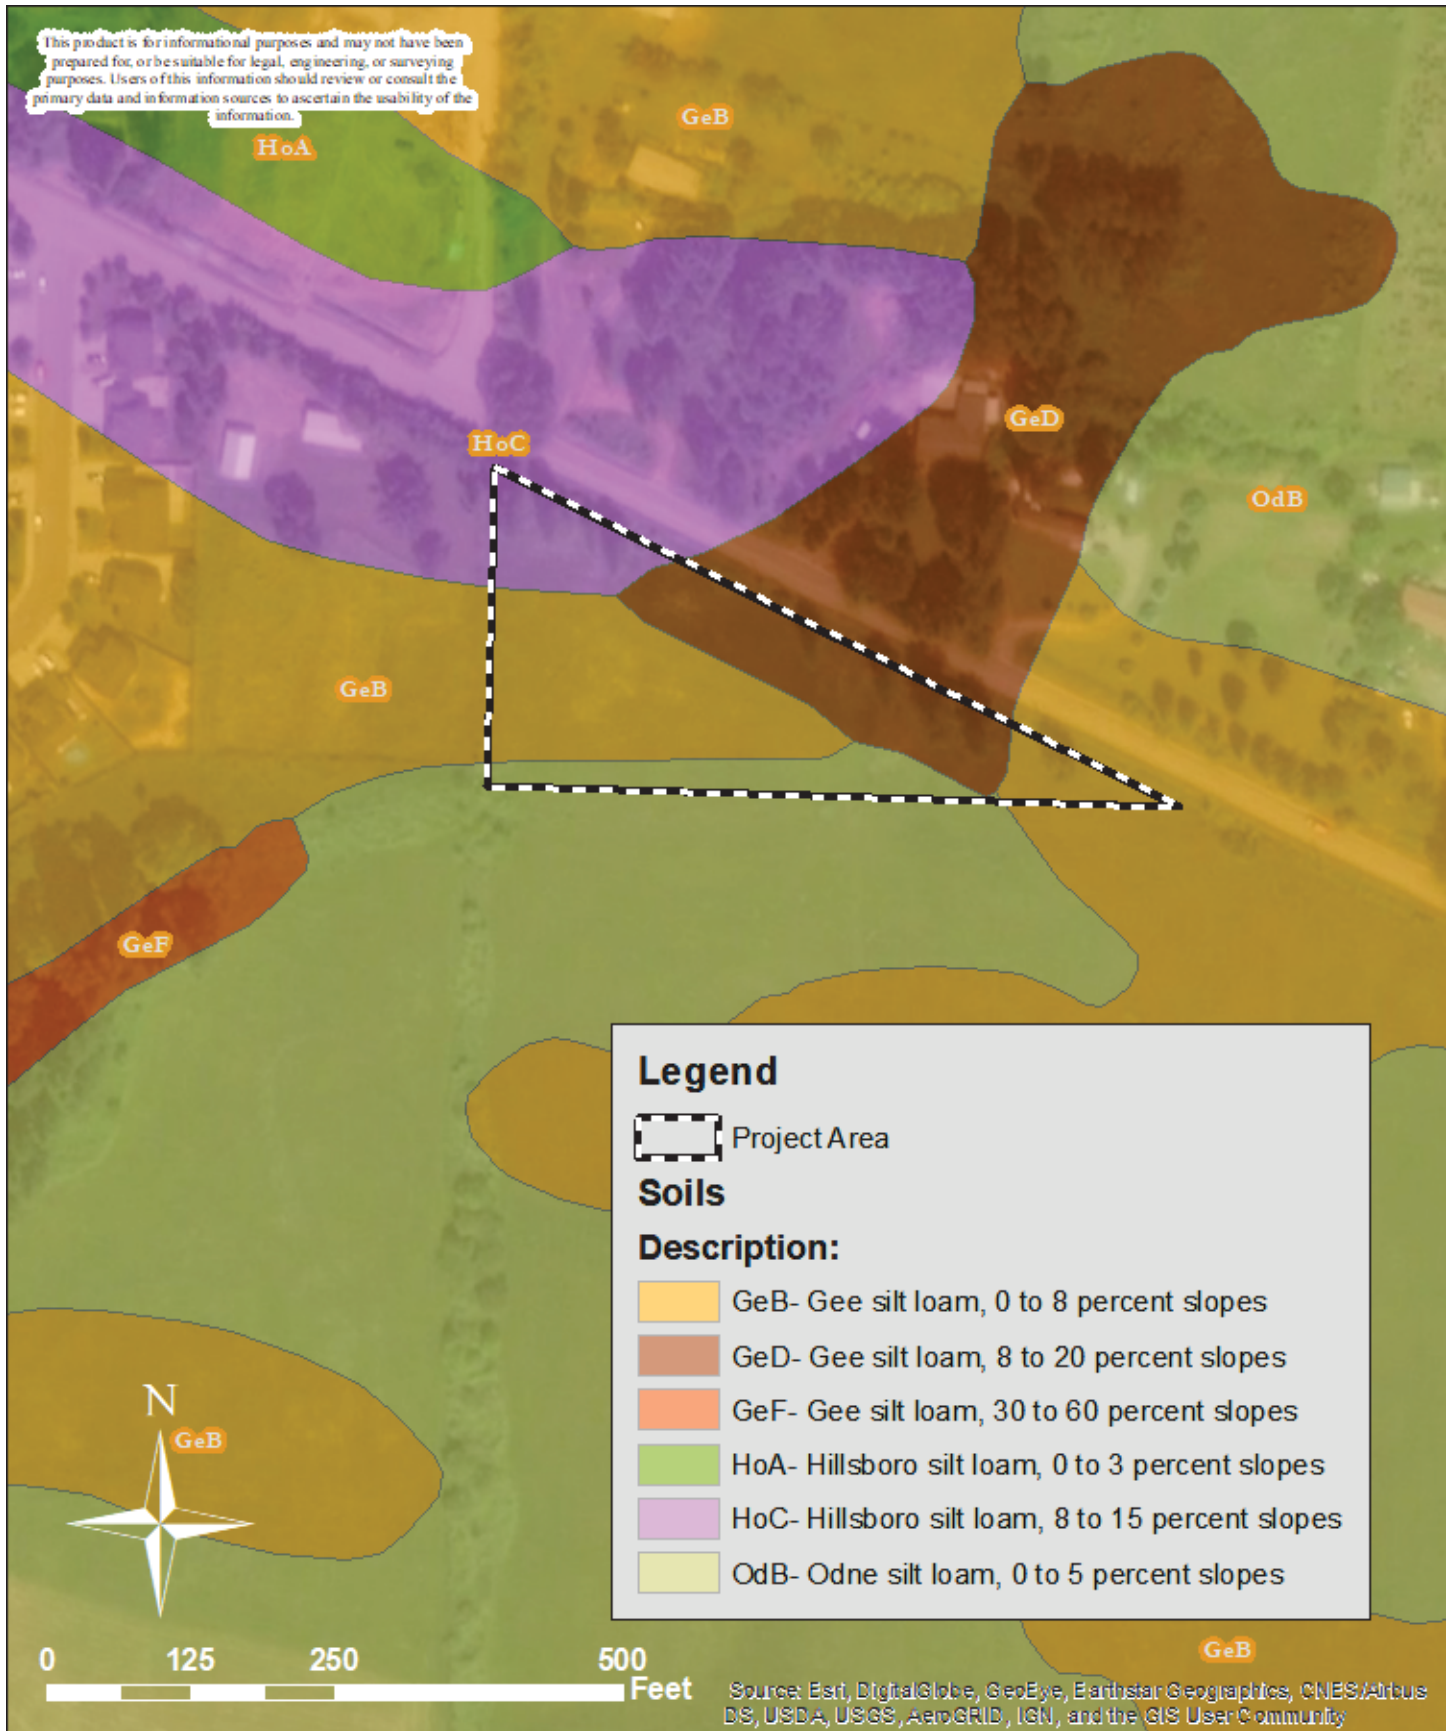 This product is for informational purposes and may not have been
prepared for, or be suitable for legal, engineering, or surveying
purposes. Users of this information should review or consult the
primary data and information sources to ascertain the usability of the
information.
GeB
HoA
GeD
HoC
OdB
GeB
GeF
Legend
Project Area
Soils
Description:
GeB- Gee silt loam, 0 to 8 percent slopes
GeD- Gee silt loam, 8 to 20 percent slopes
GeF- Gee silt loam, 30 to 60 percent slopes
HoA- Hillsboro silt loam, 0 to 3 percent slopes
HoC- Hillsboro silt loam, 8 to 15 percent slopes
OdB- Odne silt loam, 0 to 5 percent slopes
N
GeB
GeB
0 125 250 500
Feet
Source: Esri, DigitalGlobe, GeoEye, Earthstar Geographics, CNES/Airbus
DS, USDA, USGS, AeroGRID, IGN, and the GIS User Community